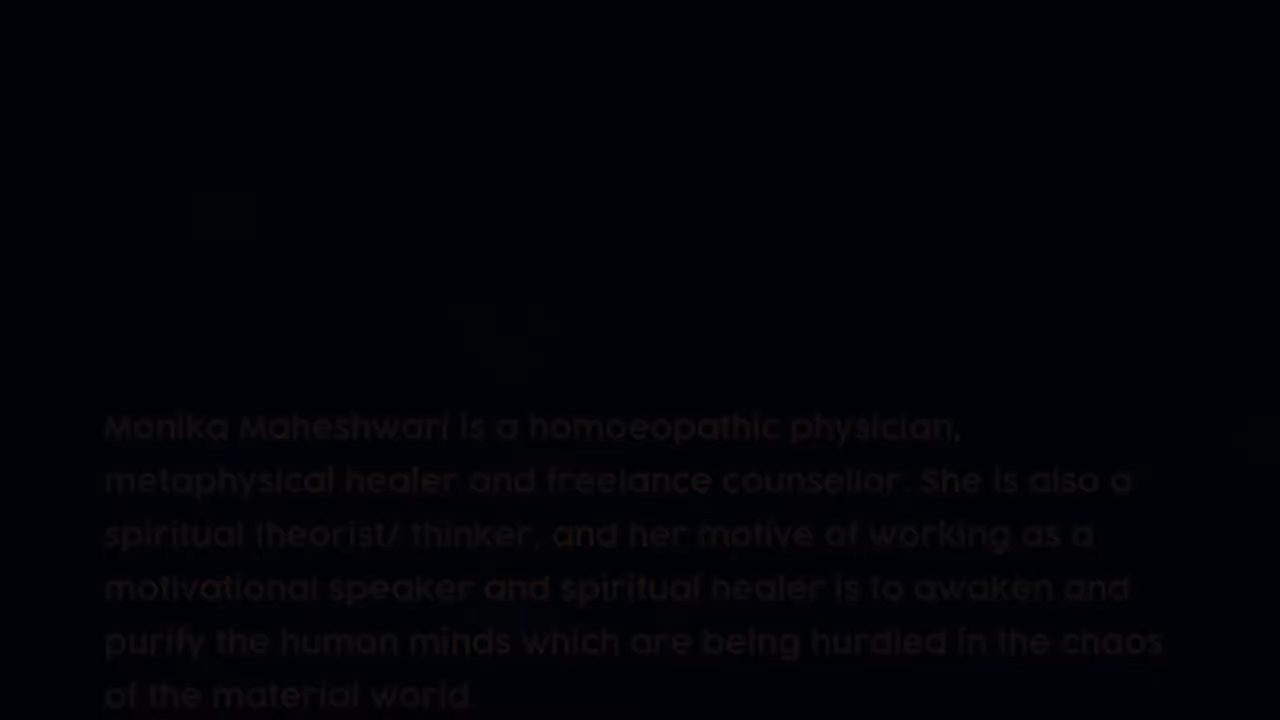 Monika Maheshwari is a homoeopathic physician,
metaphysical healer and freelance counsellor. She is also a
spiritual theorist/ thinker, and her motive of working as a
motivational speaker and spiritual healer is to awaken and
purify the human minds which are being hurdled in the chaos
of the material world.